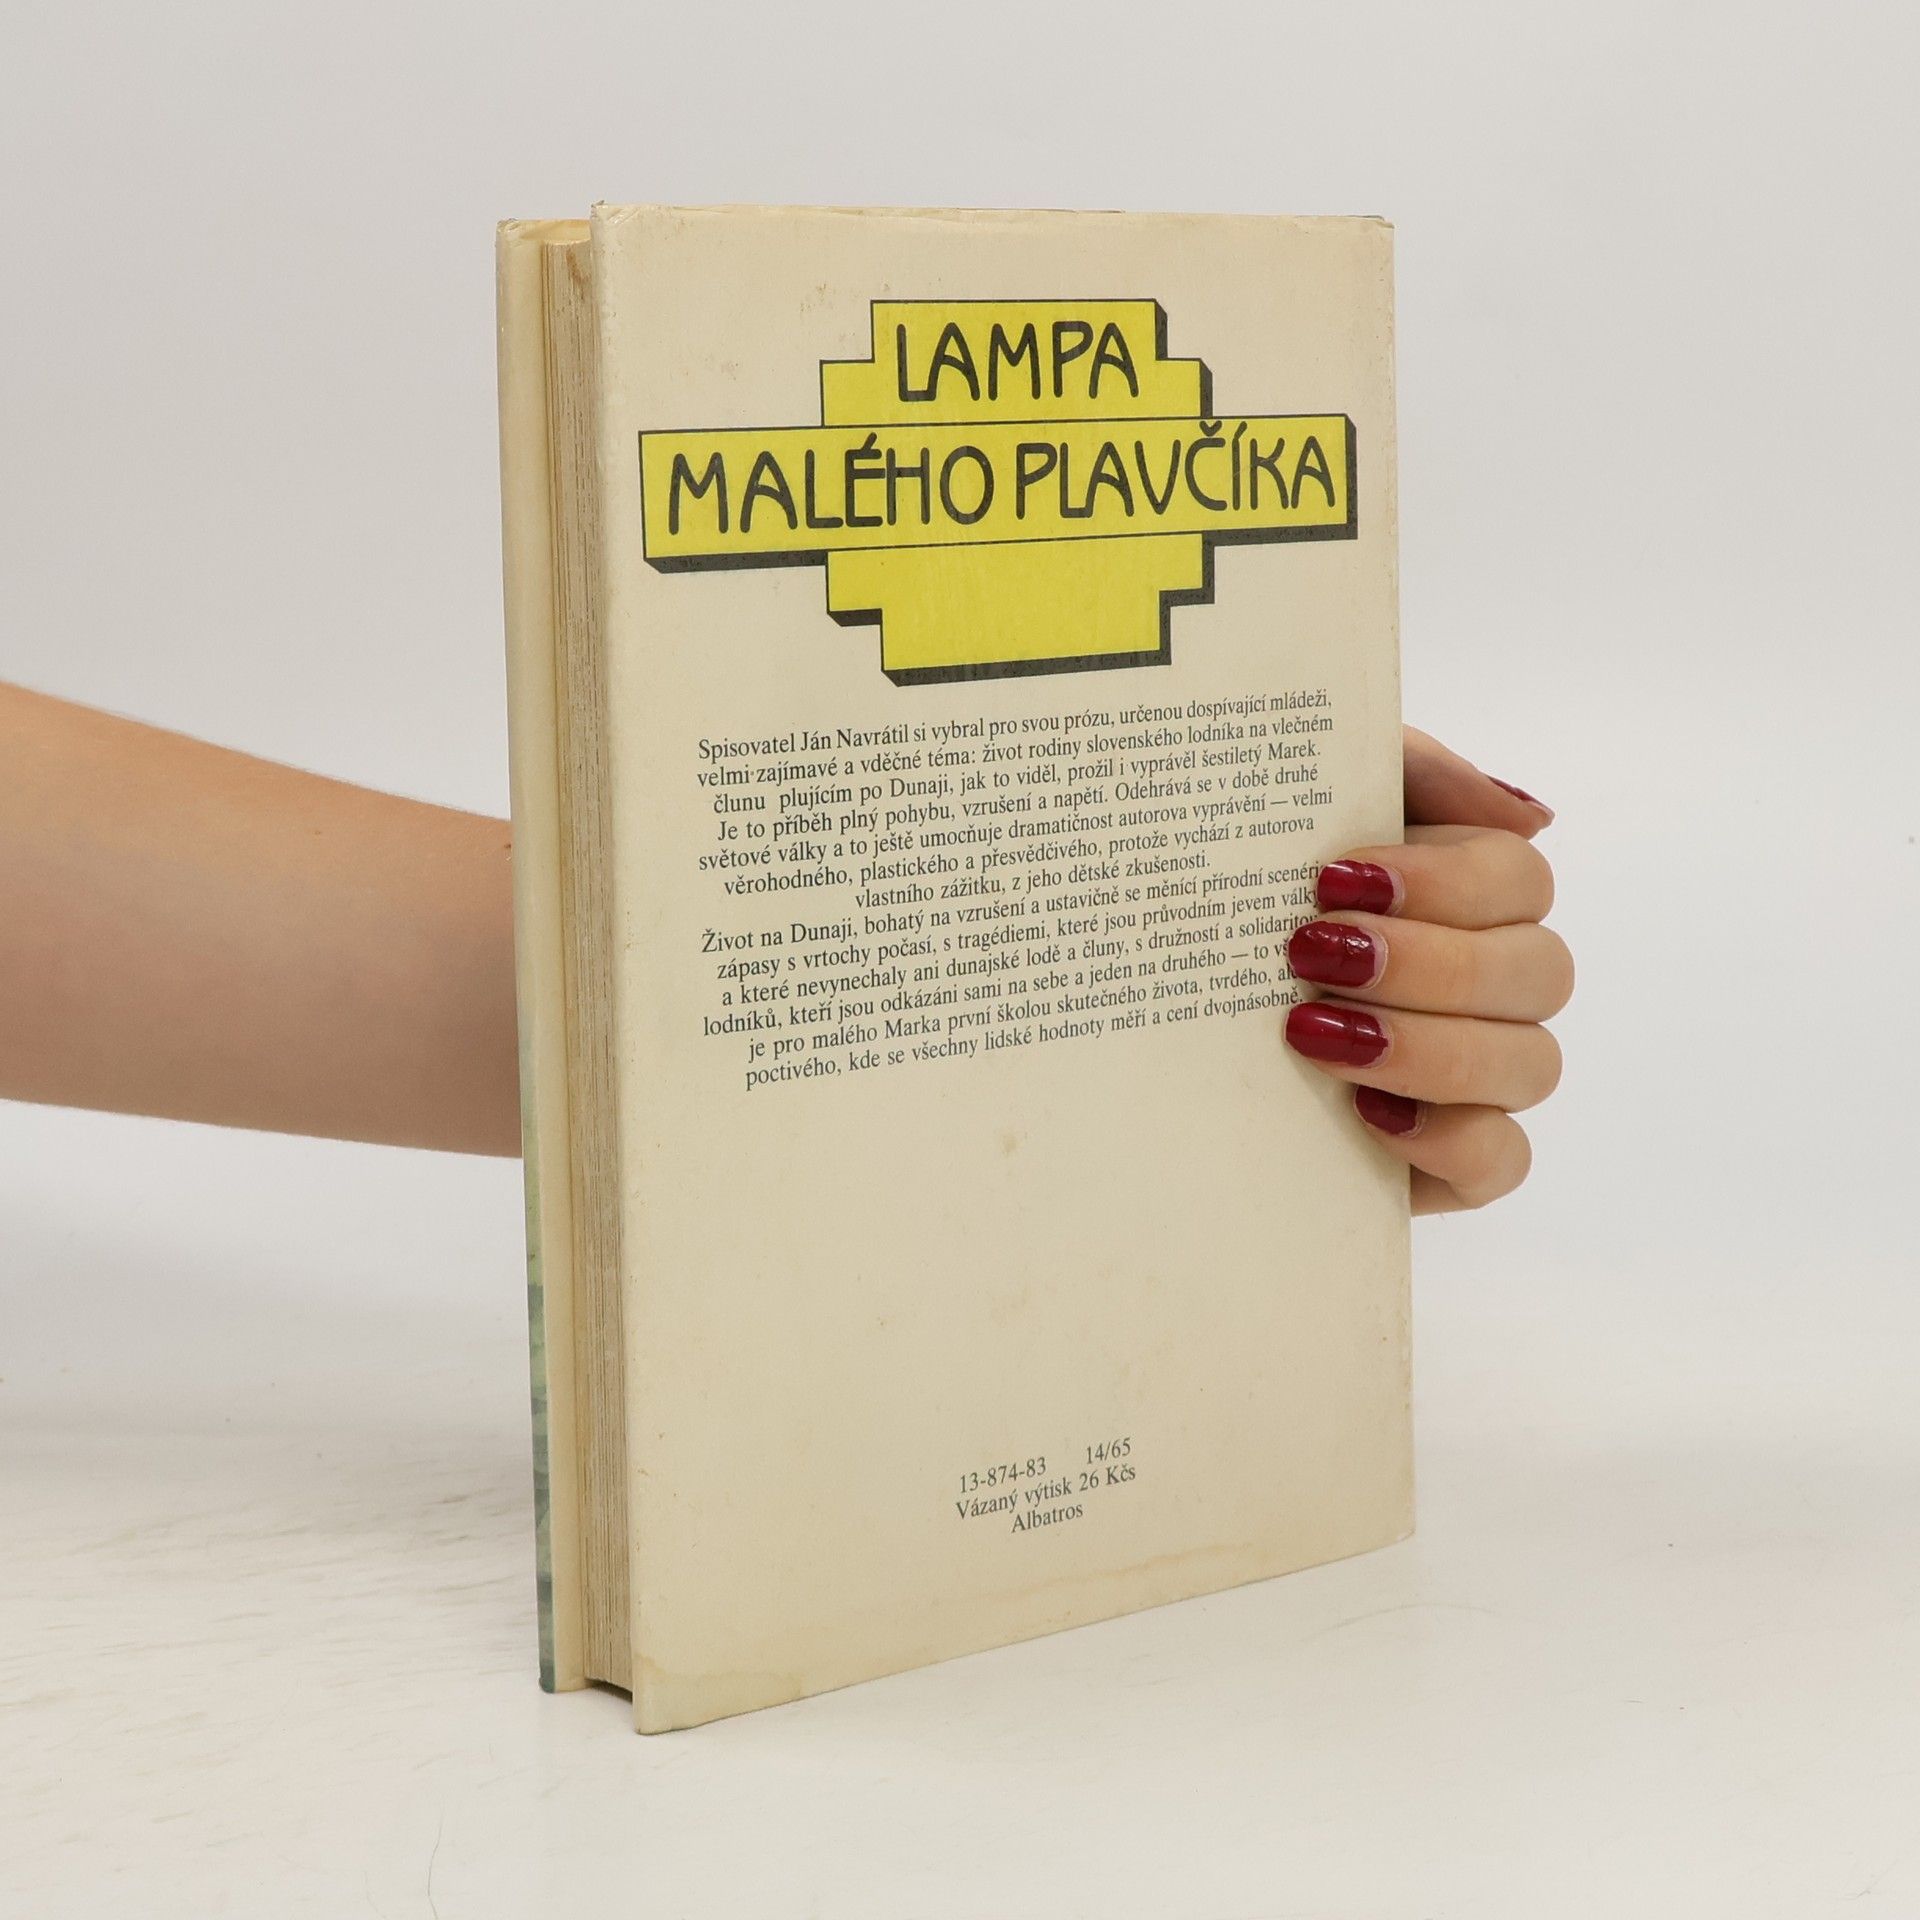 LAMPA
MALÉHO PLAVČÍKA
Spisovatel Ján Navrátil si vybral pro svou prózu, určenou dospívající mládeži,
velmi zajímavé a vděčné téma: život rodiny slovenského lodníka na vlečném
člunu plujícím po Dunaji, jak to viděl, prožil i vyprávěl šestiletý Marek.
Je to příběh plný pohybu, vzrušení a napětí. Odehrává se v době druhé
světové války a to ještě umocňuje dramatičnost autorova vyprávění — velmi
věrohodného, plastického a přesvědčivého, protože vychází z autorova
vlastního zážitku, z jeho dětské zkušenosti.
Život na Dunaji, bohatý na vzrušení a ustavičně se měnící přírodní
zápasy s vrtochy počasí, s tragédiemi, které jsou průvodním jevem války
a které nevynechaly ani dunajské lodě a čluny, s družností a
lodníků, kteří jsou odkázáni sami na sebe a jeden na druhého — to
je pro malého Marka první školou skutečného života, tvrdého,
poctivého, kde se všechny lidské hodnoty měří a cení dvojnásobně.
13-874-83 14/65
Vázaný výtisk 26 Kčs
Albatros